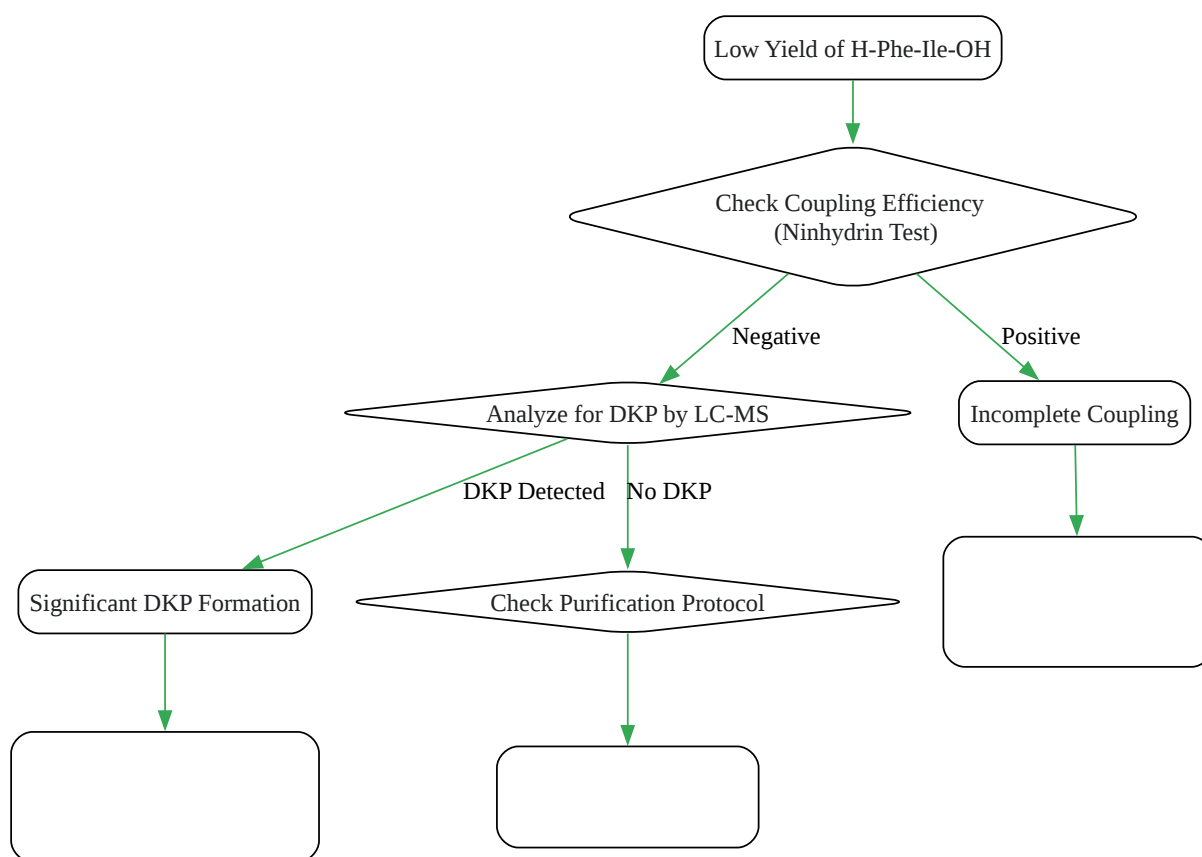 Low Yield of H-Phe-Ile-OH
Check Coupling Efficiency
(Ninhydrin Test)
Negative
Positive
Analyze for DKP by LC-MS
Incomplete Coupling
DKP Detected
No DKP
Significant DKP Formation
Check Purification Protocol